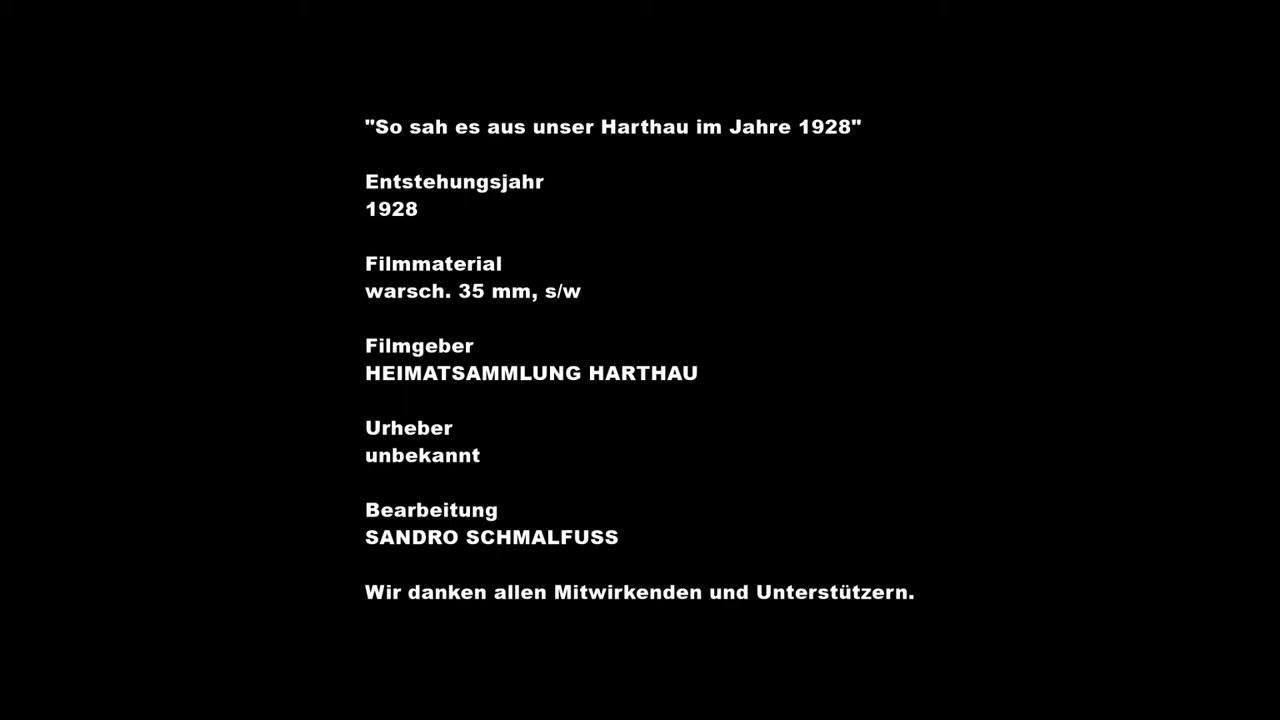 "So sah es aus unser Harthau im Jahre 1928"
Entstehungsjahr
1928
Filmmaterial
warsch. 35 mm, s/w
Filmgeber
HEIMATSAMMLUNG HARTHAU
Urheber
unbekannt
Bearbeitung
SANDRO SCHMALFUSS
Wir danken allen Mitwirkenden und Unterstützern.